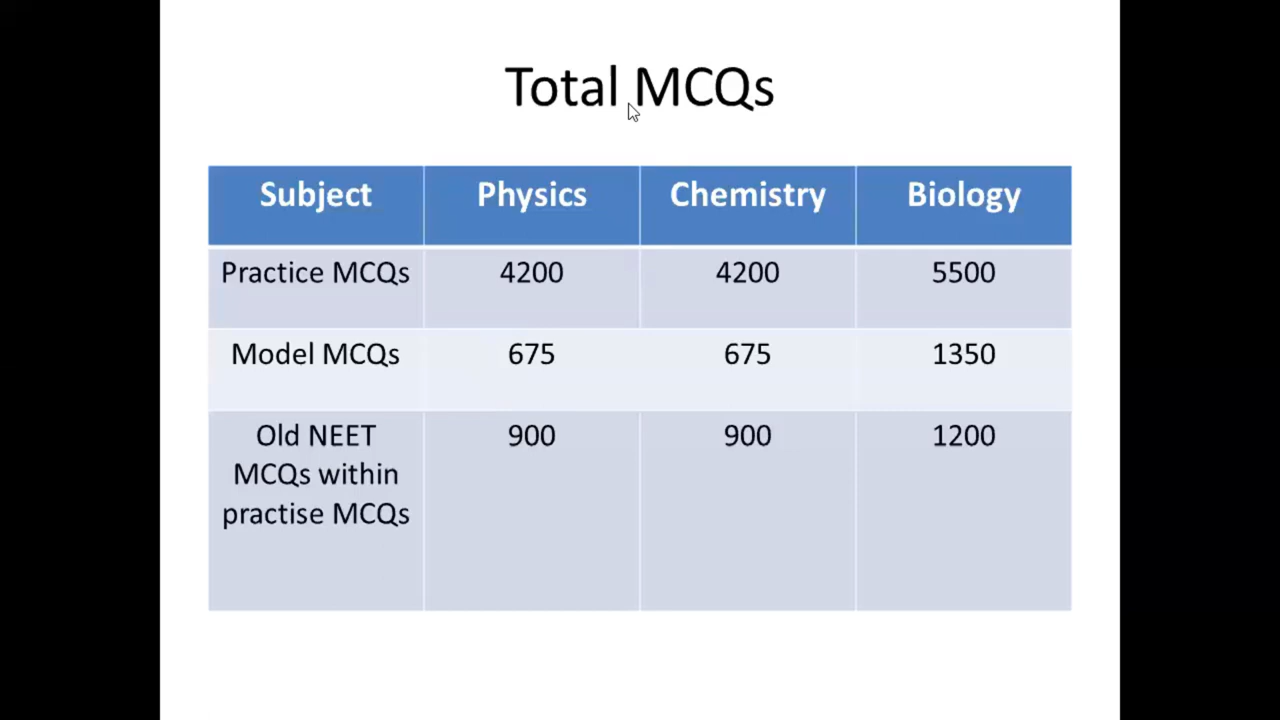 Total MCQs
Subject Physics Chemistry Biology
Practice MCQs 4200 4200 5500
Model MCQs 675 675 1350
Old NEET 900 900 1200
MCQs within
practise MCQs